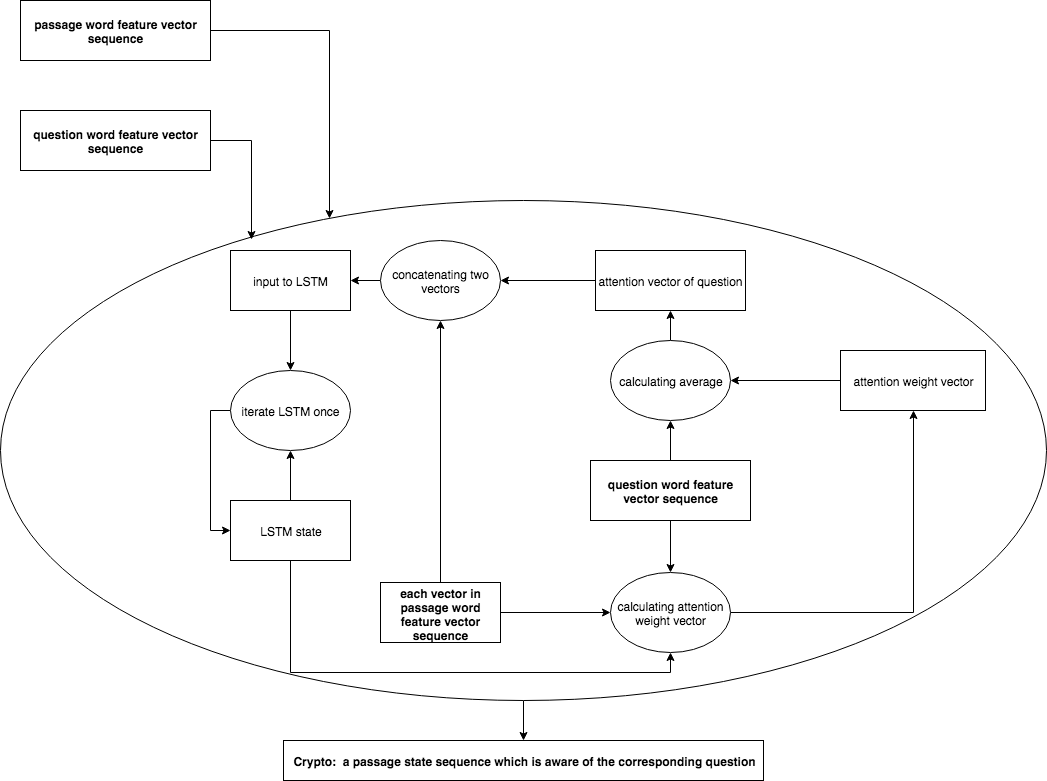 passage word feature vector
sequence
question word feature vector
sequence
input to LSTM
concatenating two
vectors
attention vector of question
calculating average
attention weight vector
iterate LSTM once
question word feature
vector sequence
LSTM state
each vector in
passage word
feature vector
sequence
calculating attention
weight vector
Crypto:  a passage state sequence which is aware of the corresponding question